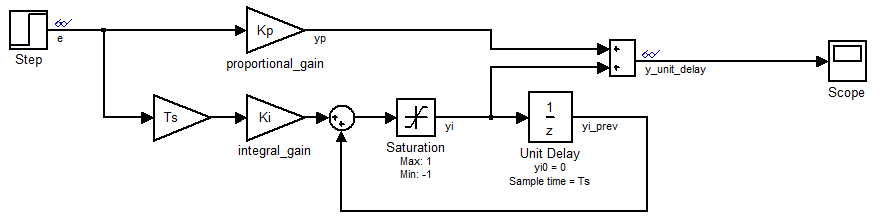 Step
e
Kp
proportional_gain
yp
y_unit_delay
Scope
Ts
Ki
integral_gain
Saturation
Max: 1
Min: -1
yi
1
z
Unit Delay
yi0 = 0
Sample time = Ts
yi_prev